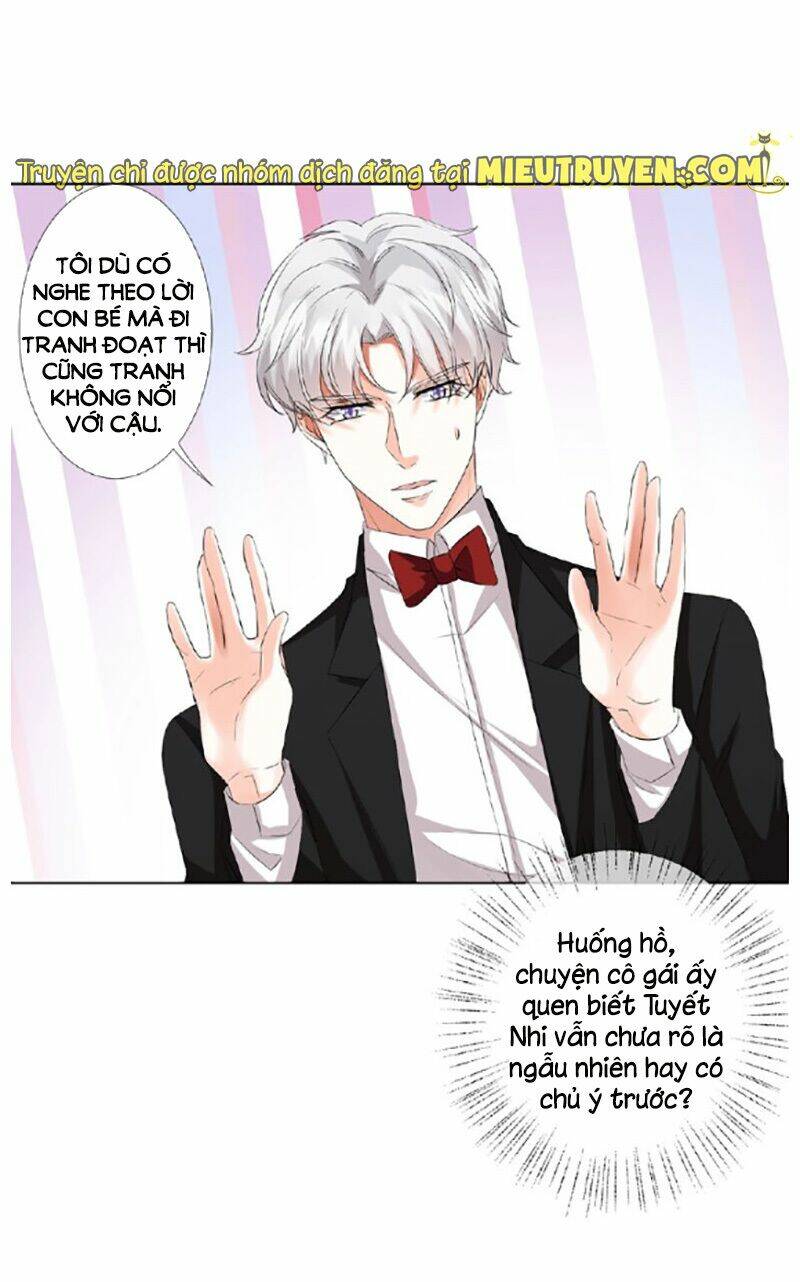 Truyện chỉ được nhóm dịch đăng tại MIEUTRUYEN.COM
TÔI DÙ CÓ
NGHE THEO LỜI
CON BÉ MÀ ĐI
TRANH ĐOẠT THÌ
CŨNG TRANH
KHÔNG NỔI
VỚI CẬU.
Huống hồ,
chuyện cô gái ấy
quen biết Tuyết
Nhi vẫn chưa rõ là
ngẫu nhiên hay có
chủ ý trước?